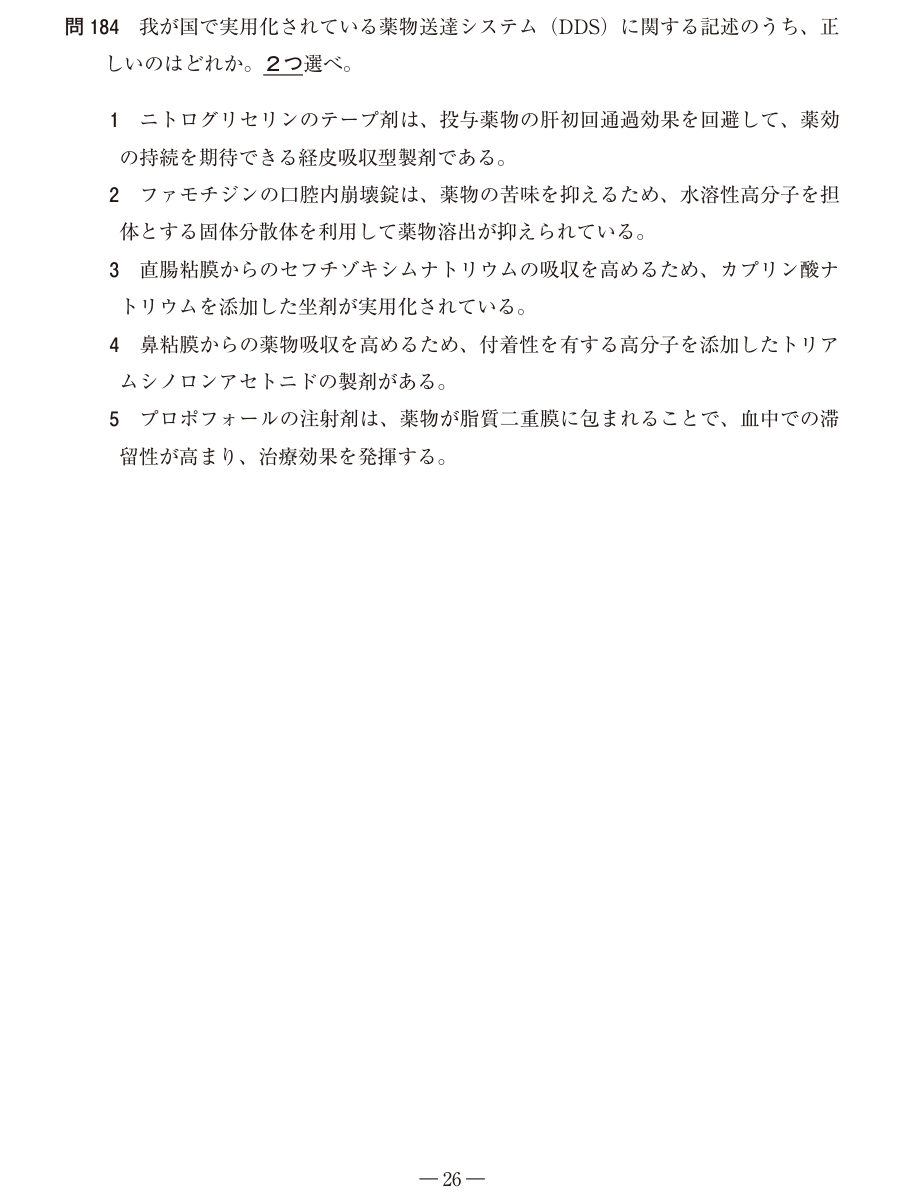 問 184　我が国で実用化されている薬物送達システム（DDS）に関する記述のうち、正
しいのはどれか。２つ選べ。
1　ニトログリセリンのテープ剤は、投与薬物の肝初回通過効果を回避して、薬効
の持続を期待できる経皮吸収型製剤である。
2　ファモチジンの口腔内崩壊錠は、薬物の苦味を抑えるため、水溶性高分子を担
体とする固体分散体を利用して薬物溶出が抑えられている。
3　直腸粘膜からのセフチゾキシムナトリウムの吸収を高めるため、カプリン酸ナ
トリウムを添加した坐剤が実用化されている。
4　鼻粘膜からの薬物吸収を高めるため、付着性を有する高分子を添加したトリア
ムシノロンアセトニドの製剤がある。
5　プロポフォールの注射剤は、薬物が脂質二重膜に包まれることで、血中での滞
留性が高まり、治療効果を発揮する。
— 26 —